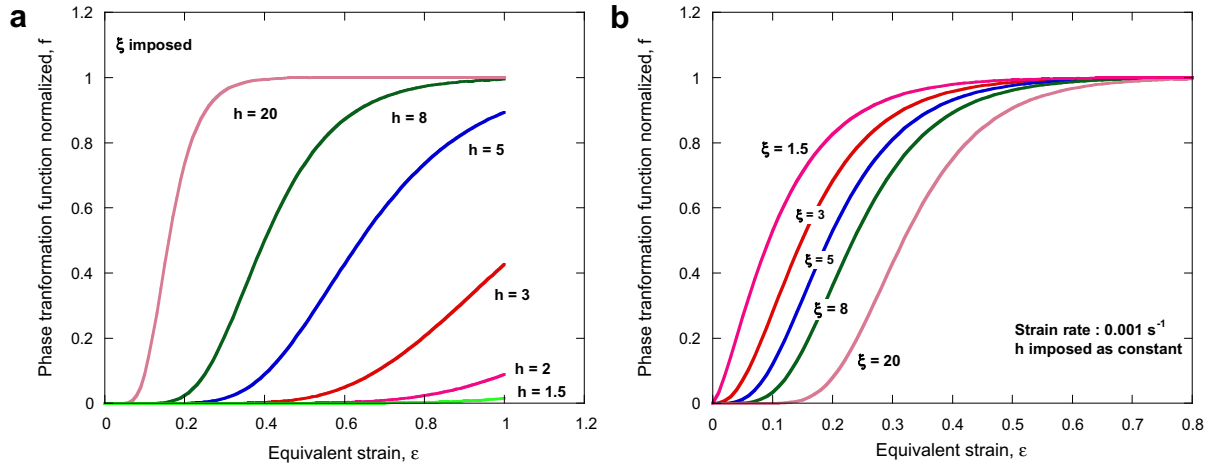 a
Phase tranformation function normalized, f
1.2
1
0.8
0.6
0.4
0.2
0
ξ imposed
h = 20
h = 8
h = 5
h = 3
h = 2
h = 1.5
0 0.2 0.4 0.6 0.8 1 1.2
Equivalent strain, ε
b
Phase tranformation function normalized, f
1.2
1
0.8
0.6
0.4
0.2
0
ξ = 1.5
ξ = 3
ξ = 5
ξ = 8
ξ = 20
Strain rate : 0.001 s⁻¹
h imposed as constant
0 0.1 0.2 0.3 0.4 0.5 0.6 0.7 0.8
Equivalent strain, ε